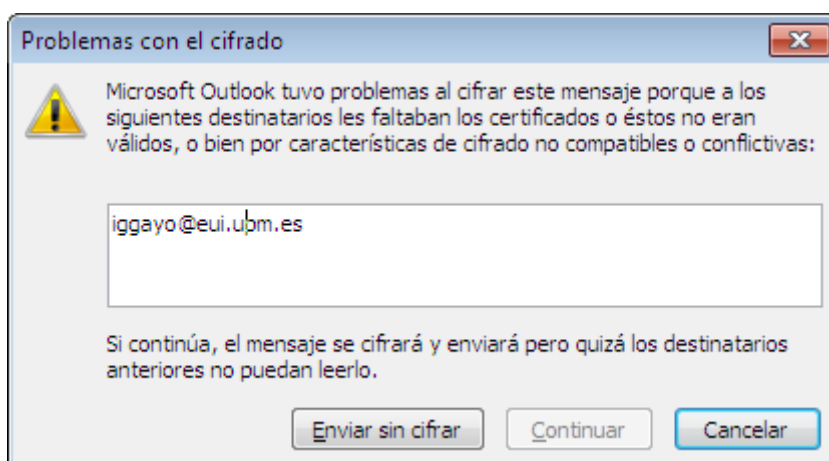 Problemas con el cifrado
Microsoft Outlook tuvo problemas al cifrar este mensaje porque a los
siguientes destinatarios les faltaban los certificados o éstos no eran
válidos, o bien por características de cifrado no compatibles o conflictivas:
iggayo@eui.upm.es
Si continúa, el mensaje se cifrará y enviará pero quizá los destinatarios
anteriores no puedan leerlo.
Enviar sin cifrar Continuar Cancelar